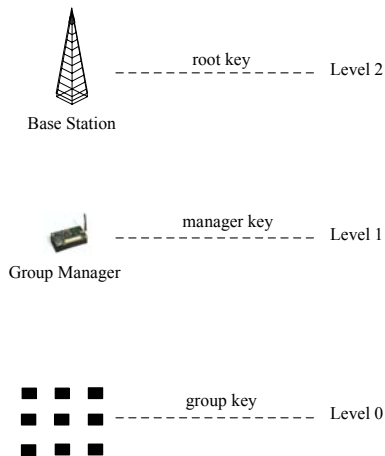 root key
Level 2
Base Station
manager key
Level 1
Group Manager
group key
Level 0